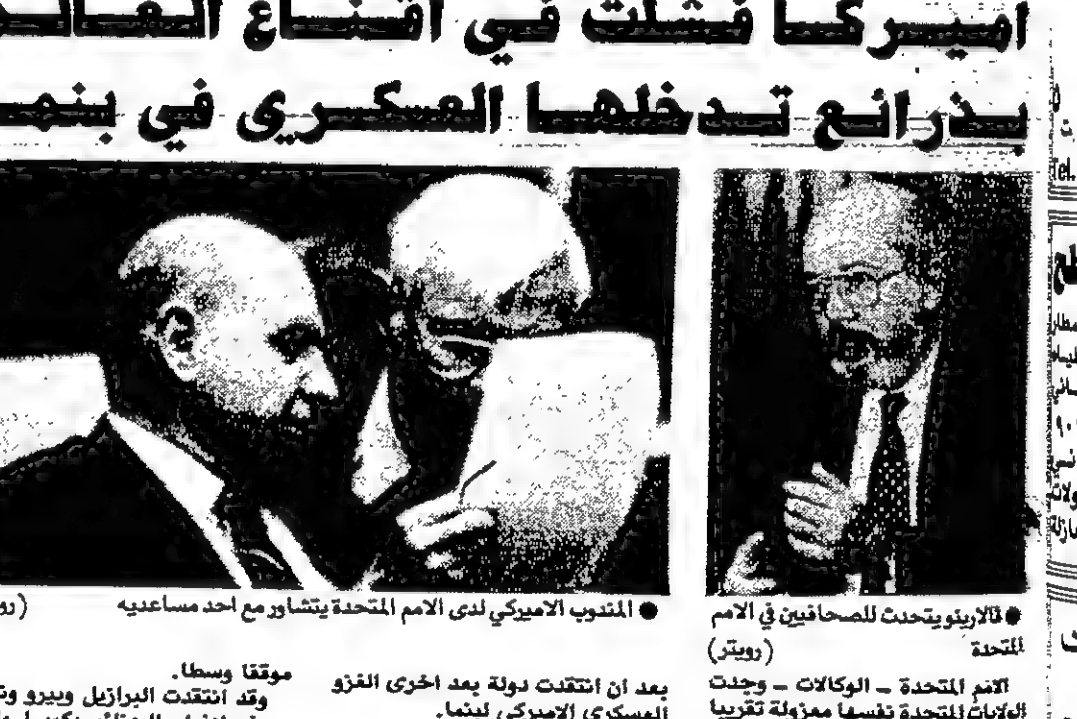 اميركا فشلت في اقناع العالم
بذرائع تدخلها العسكري في بنما
● فالارينو يتحدث للصحافيين في الامم
المتحدة (رويتر)
● المندوب الاميركي لدى الامم المتحدة يتشاور مع احد مساعديه
الامم المتحدة ـ الوكالات ـ وجدت
الولايات المتحدة نفسها معزولة تقريبا
بعد ان انتقدت دولة بعد اخرى الغزو
العسكري الاميركي لبنما.
موقفا وسطا.
وقد انتقدت البرازيل وبيرو
Tel.